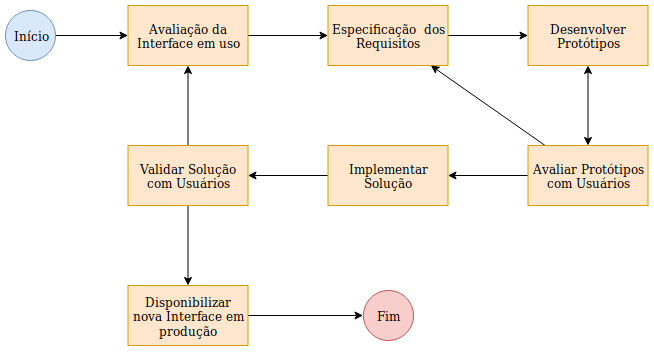 Início
Avaliação da
Interface em uso
Especificação dos
Requisitos
Desenvolver
Protótipos
Validar Solução
com Usuários
Implementar
Solução
Avaliar Protótipos
com Usuários
Disponibilizar
nova Interface em
produção
Fim